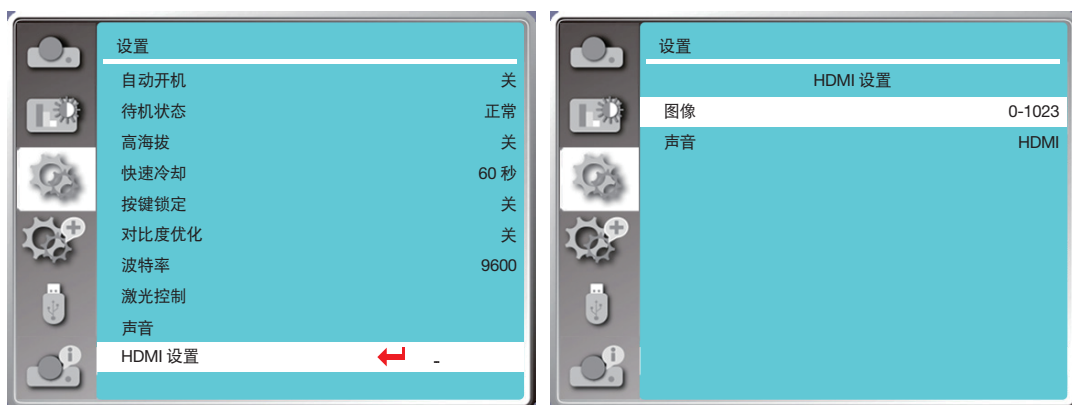 设置
自动开机 关
待机状态 正常
高海拔 关
快速冷却 60 秒
按键锁定 关
对比度优化 关
波特率 9600
激光控制
声音
HDMI 设置 -
设置
HDMI 设置
图像 0-1023
声音 HDMI